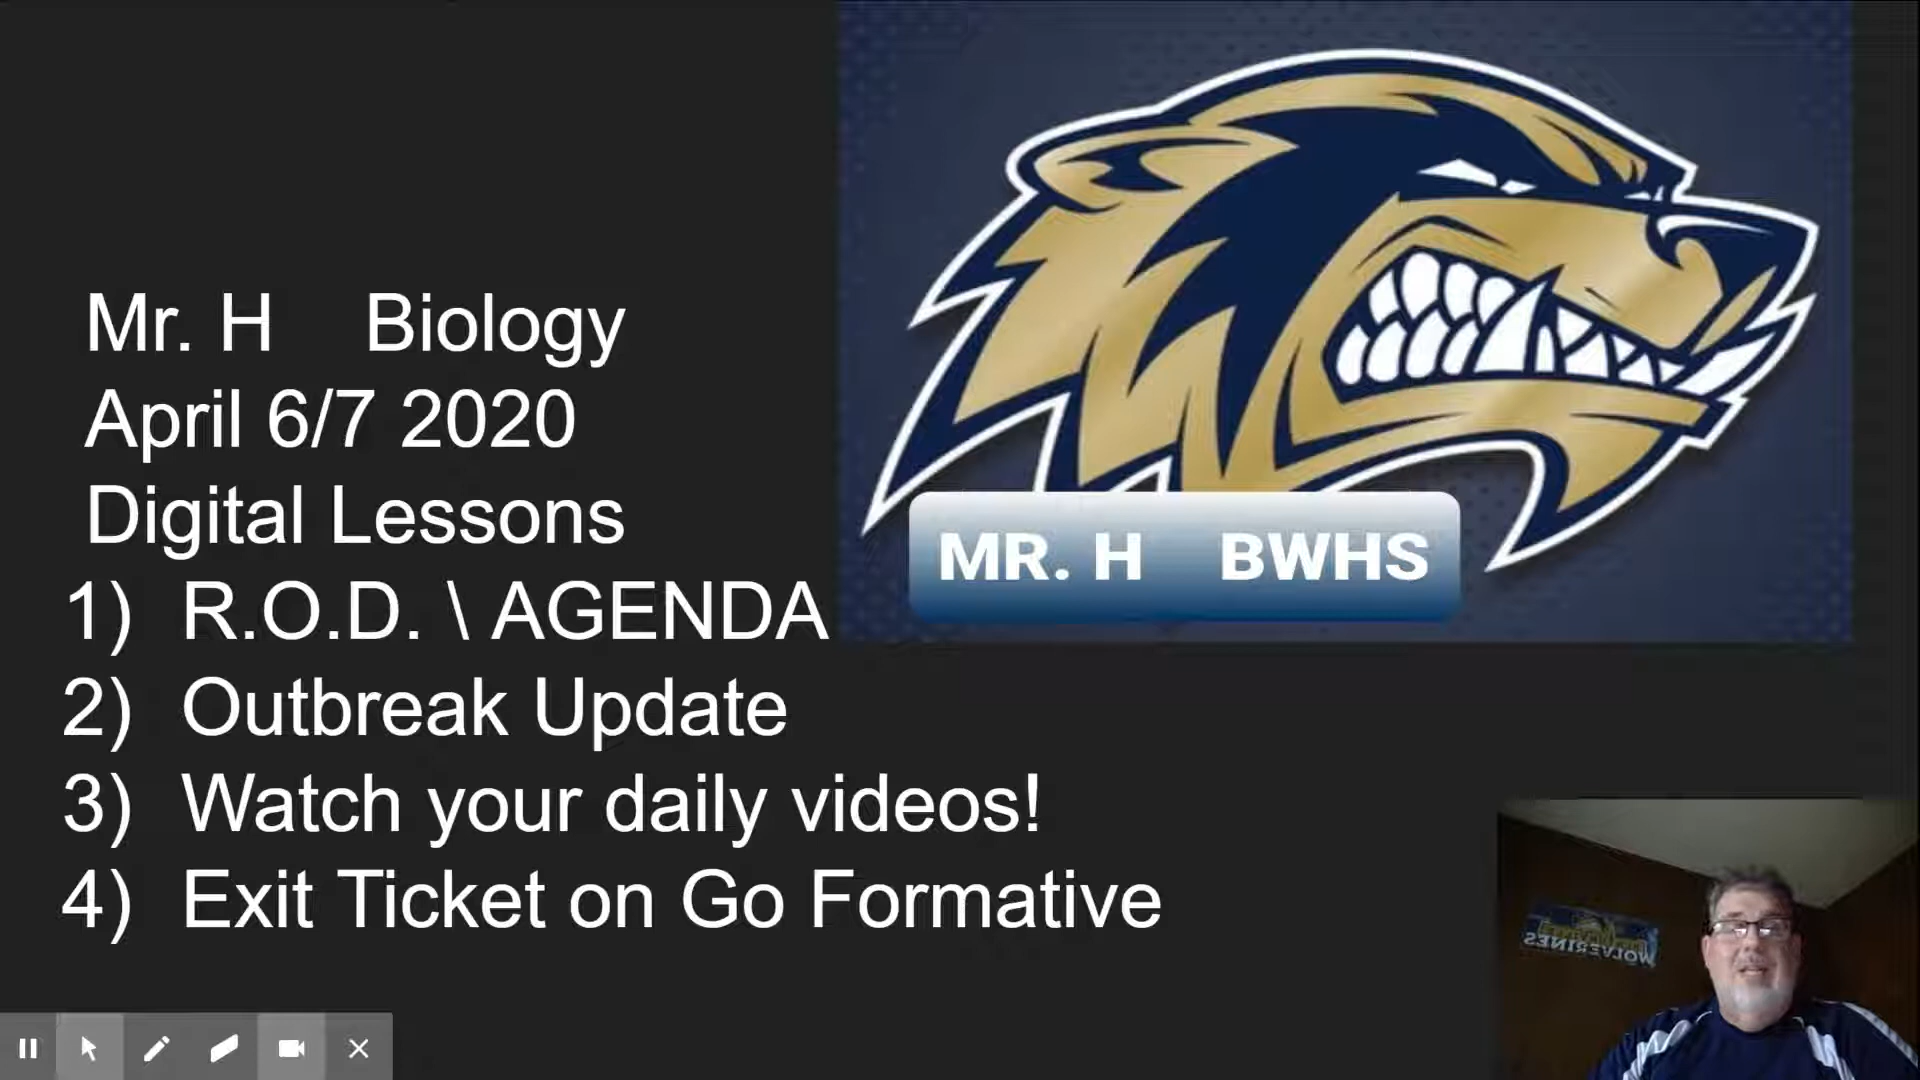 Mr. H Biology
April 6/7 2020
Digital Lessons
1) R.O.D. \ AGENDA
2) Outbreak Update
3) Watch your daily videos!
4) Exit Ticket on Go Formative
MR. H BWHS
WOLVERINES